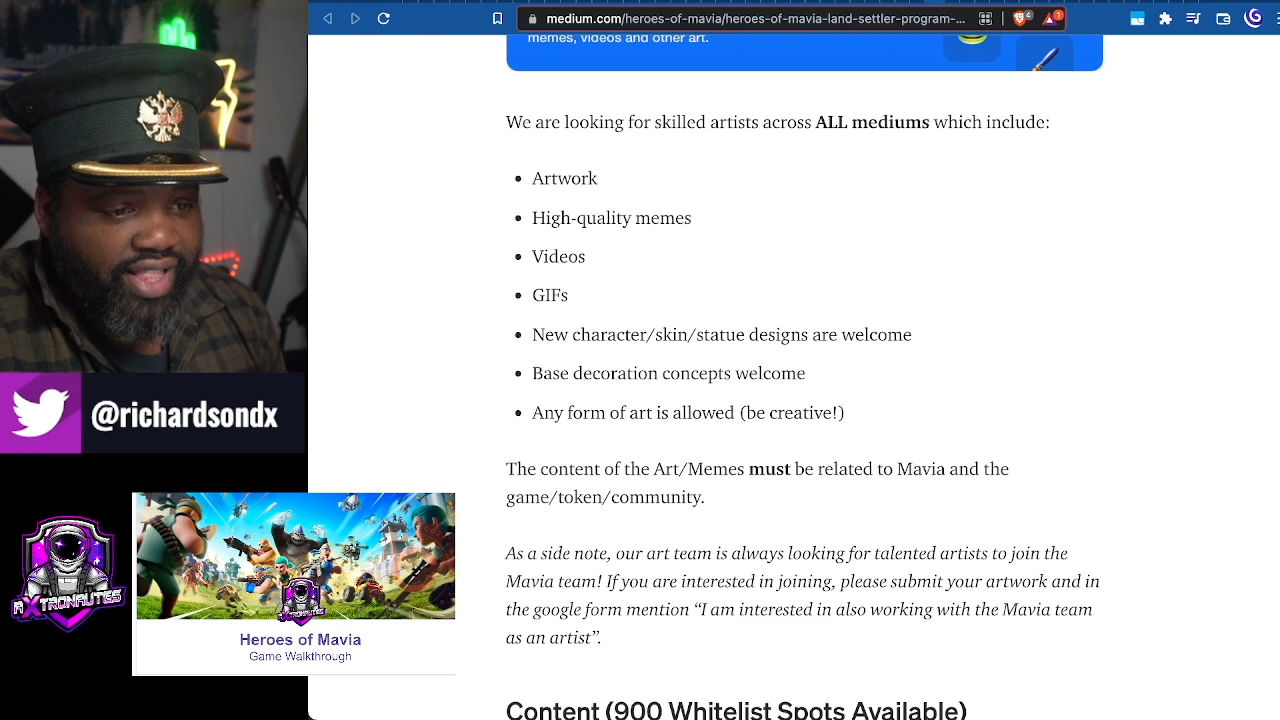 medium.com/heroes-of-mavia/heroes-of-mavia-land-settler-program-...
4
1
memes, videos and other art.
We are looking for skilled artists across ALL mediums which include:
• Artwork
• High-quality memes
• Videos
• GIFs
• New character/skin/statue designs are welcome
• Base decoration concepts welcome
• Any form of art is allowed (be creative!)
The content of the Art/Memes must be related to Mavia and the
game/token/community.
As a side note, our art team is always looking for talented artists to join the
Mavia team! If you are interested in joining, please submit your artwork and in
the google form mention “I am interested in also working with the Mavia team
as an artist”.
Content (900 Whitelist Spots Available)
@richardsondx
AXTRONAUTES
Heroes of Mavia
Game Walkthrough